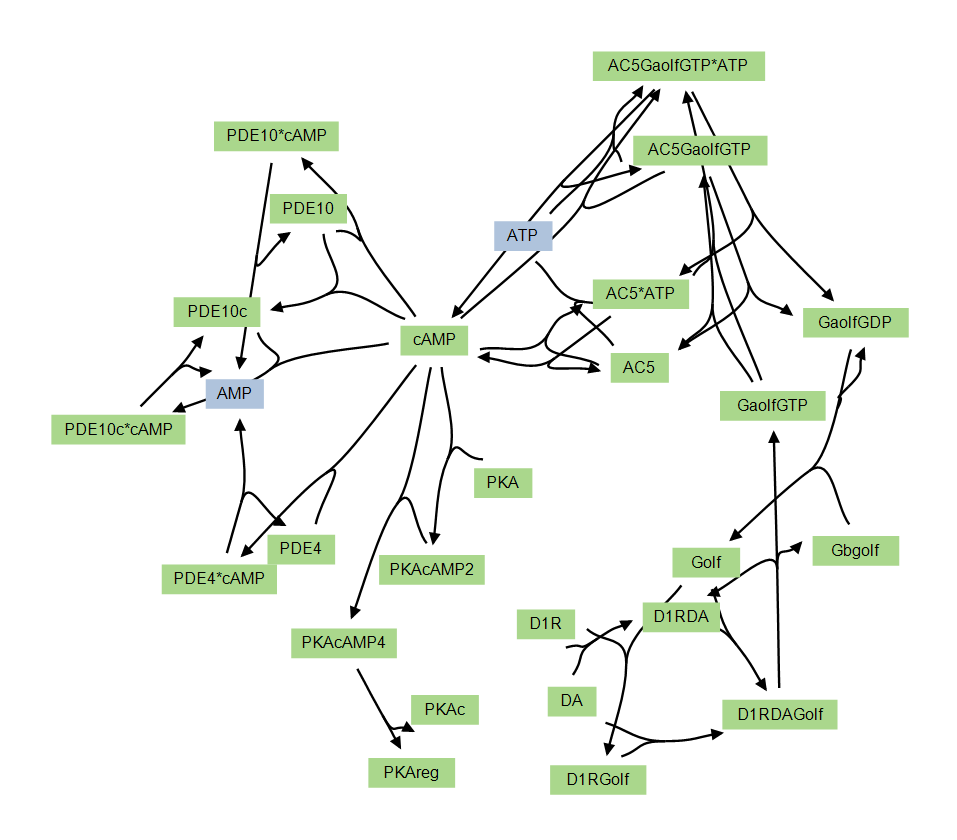 AC5GaolfGTP*ATP
PDE10*cAMP
AC5GaolfGTP
PDE10
ATP
AC5*ATP
PDE10c
GaolfGDP
cAMP
AC5
AMP
GaolfGTP
PDE10c*cAMP
PKA
PDE4
Gbgolf
Golf
PKAcAMP2
PDE4*cAMP
D1RDA
D1R
PKAcAMP4
DA
PKAc
D1RDAGolf
PKAreg
D1RGolf